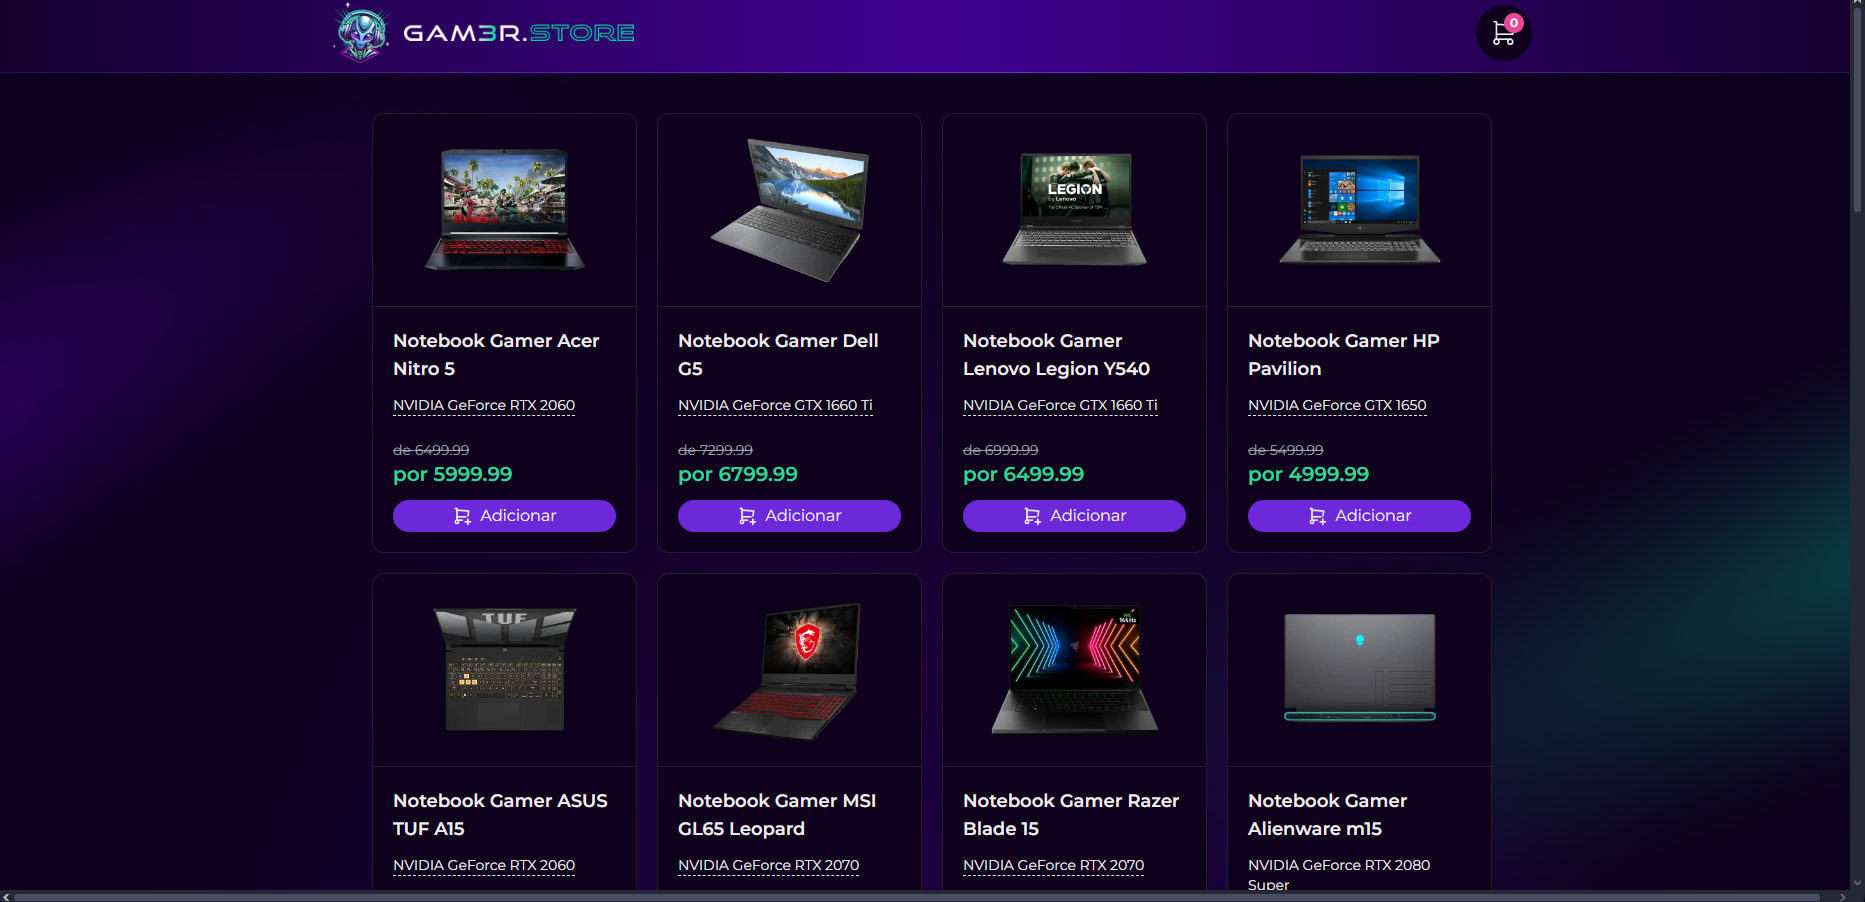 GAM3R.STORE
0
LEGION
by Lenovo
Notebook Gamer Acer
Nitro 5
NVIDIA GeForce RTX 2060
de 6499.99
por 5999.99
Adicionar
Notebook Gamer Dell
G5
NVIDIA GeForce GTX 1660 Ti
de 7299.99
por 6799.99
Adicionar
Notebook Gamer
Lenovo Legion Y540
NVIDIA GeForce GTX 1660 Ti
de 6999.99
por 6499.99
Adicionar
Notebook Gamer HP
Pavilion
NVIDIA GeForce GTX 1650
de 5499.99
por 4999.99
Adicionar
TUF
144Hz
15
Notebook Gamer ASUS
TUF A15
NVIDIA GeForce RTX 2060
Notebook Gamer MSI
GL65 Leopard
NVIDIA GeForce RTX 2070
Notebook Gamer Razer
Blade 15
NVIDIA GeForce RTX 2070
Notebook Gamer
Alienware m15
NVIDIA GeForce RTX 2080
Super